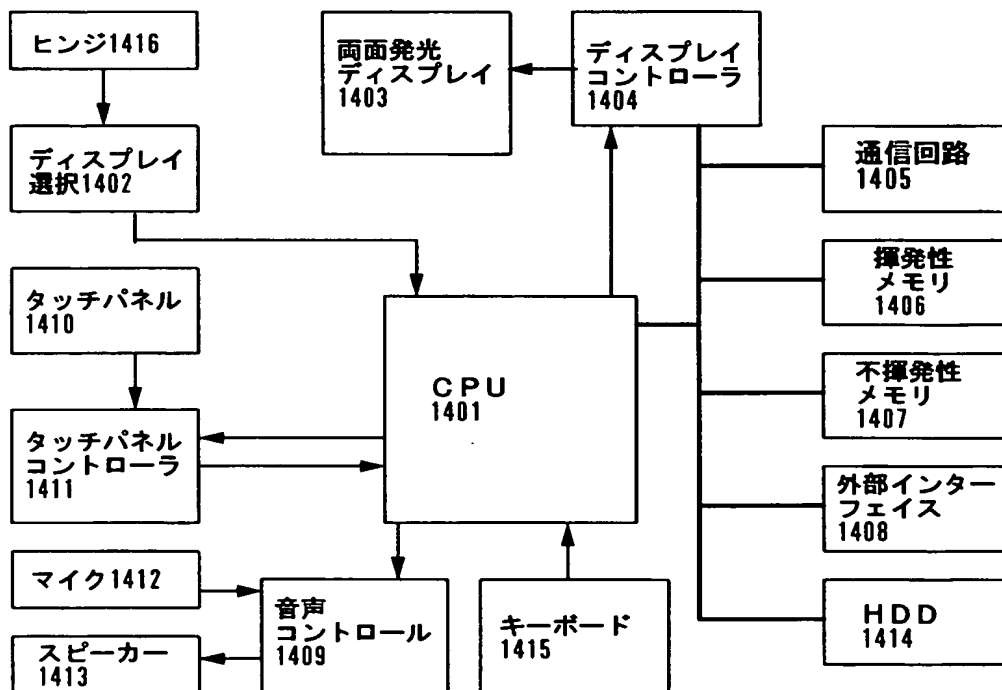 ヒンジ1416
両面発光
ディスプレイ
1403
ディスプレイ
コントローラ
1404
ディスプレイ
選択1402
通信回路
1405
揮発性
メモリ
1406
タッチパネル
1410
CPU
1401
不揮発性
メモリ
1407
タッチパネル
コントローラ
1411
外部インター
フェイス
1408
マイク1412
音声
コントロール
1409
キーボード
1415
HDD
1414
スピーカー
1413